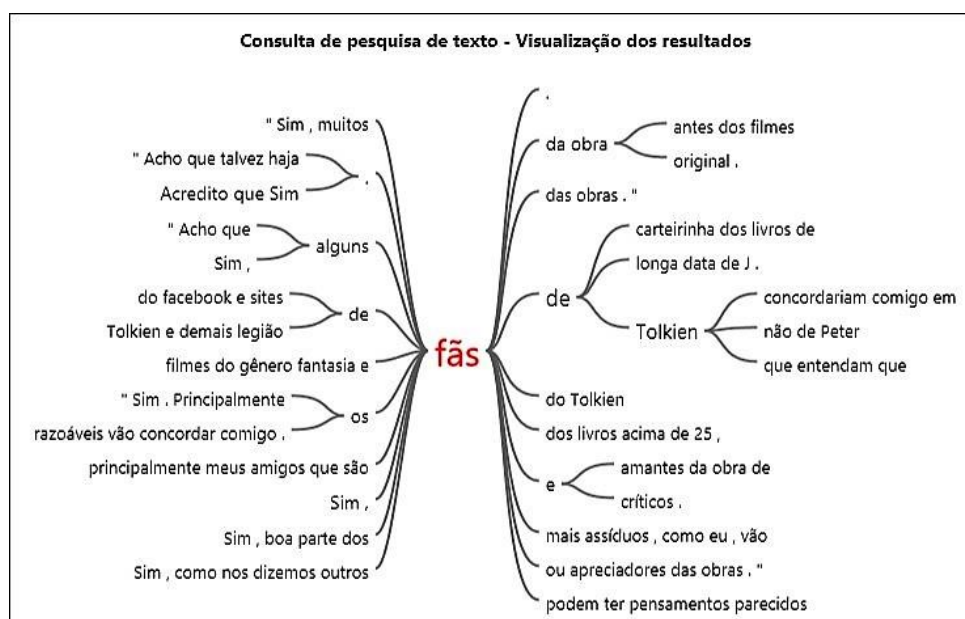 Consulta de pesquisa de texto - Visualização dos resultados
" Sim , muitos
" Acho que talvez haja
Acredito que Sim
,
" Acho que
Sim ,
alguns
do facebook e sites
Tolkien e demais legião
de
filmes do gênero fantasia e
" Sim . Principalmente
razoáveis vão concordar comigo .
os
principalmente meus amigos que são
Sim ,
Sim , boa parte dos
Sim , como nos dizemos outros
fãs
.
da obra
antes dos filmes
original .
das obras . "
de
carteirinha dos livros de
longa data de J .
Tolkien
concordariam comigo em
não de Peter
que entendam que
do Tolkien
dos livros acima de 25 ,
e
amantes da obra de
críticos .
mais assíduos , como eu , vão
ou apreciadores das obras . "
podem ter pensamentos parecidos